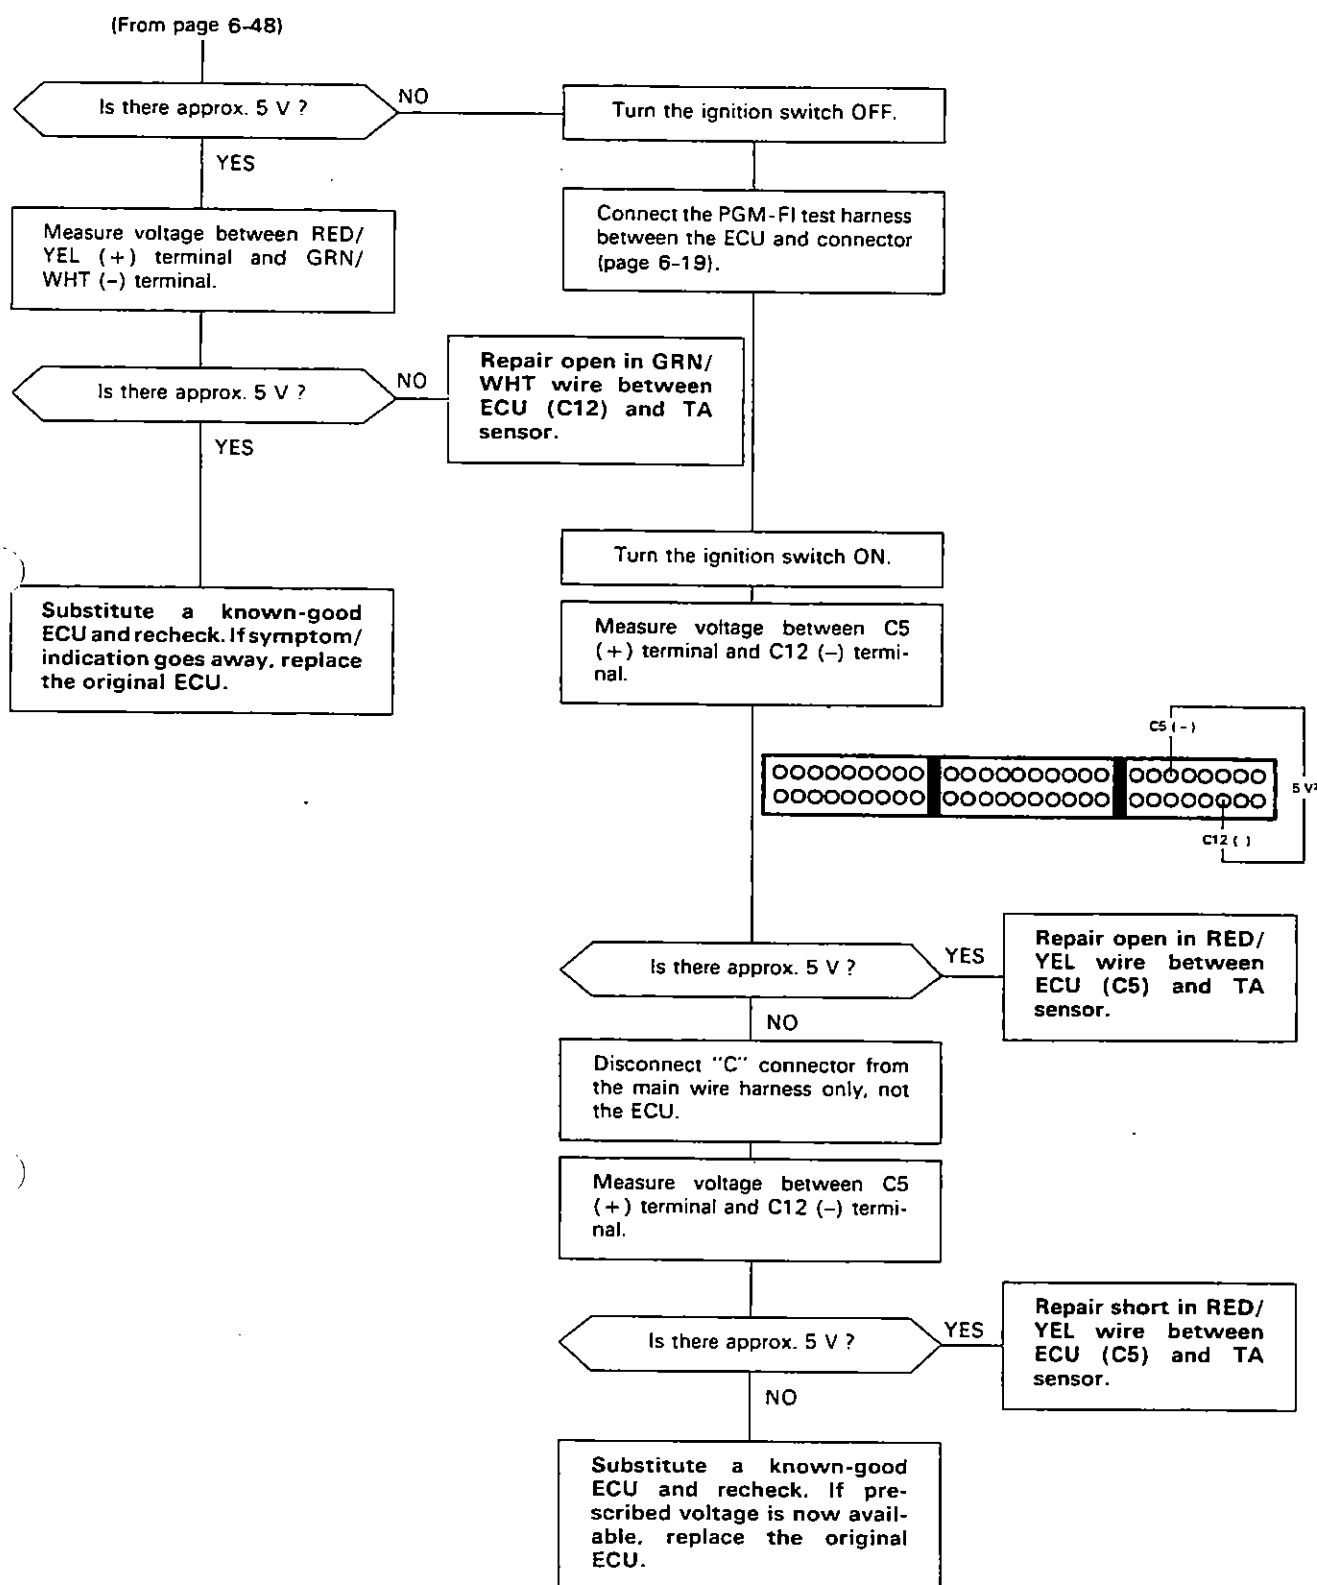 (From page 6-48)
Is there approx. 5 V ?
NO
YES
Turn the ignition switch OFF.
Measure voltage between RED/
YEL (+) terminal and GRN/
WHT (–) terminal.
Connect the PGM-FI test harness
between the ECU and connector
(page 6-19).
Is there approx. 5 V ?
NO
YES
Repair open in GRN/
WHT wire between
ECU (C12) and TA
sensor.
Substitute a known-good
ECU and recheck. If symptom/
indication goes away, replace
the original ECU.
Turn the ignition switch ON.
Measure voltage between C5
(+) terminal and C12 (–) termi-
nal.
C5 (–)
5 V?
C12 ( )
Is there approx. 5 V ?
YES
NO
Repair open in RED/
YEL wire between
ECU (C5) and TA
sensor.
Disconnect "C" connector from
the main wire harness only, not
the ECU.
Measure voltage between C5
(+) terminal and C12 (–) termi-
nal.
Is there approx. 5 V ?
YES
NO
Repair short in RED/
YEL wire between
ECU (C5) and TA
sensor.
Substitute a known-good
ECU and recheck. If pre-
scribed voltage is now avail-
able, replace the original
ECU.